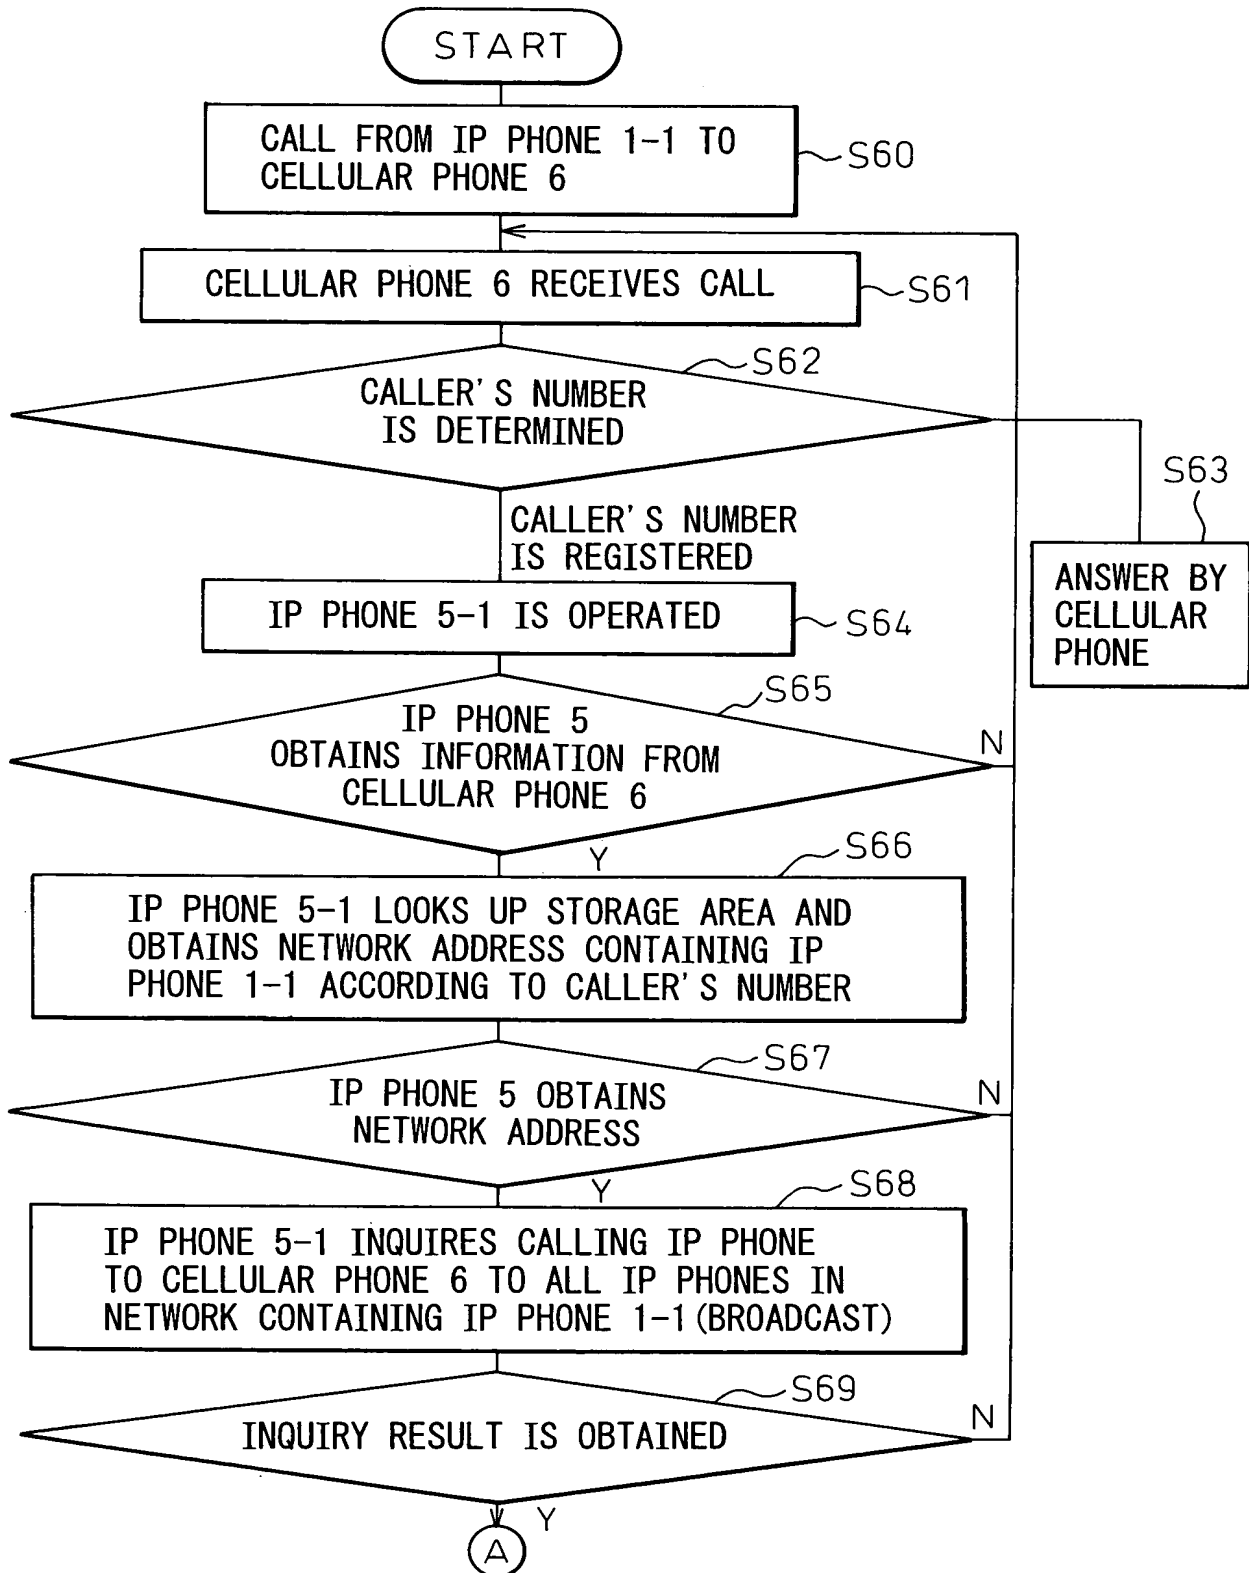 START
CALL FROM IP PHONE 1-1 TO
CELLULAR PHONE 6
S60
CELLULAR PHONE 6 RECEIVES CALL
S61
S62
CALLER'S NUMBER
IS DETERMINED
S63
ANSWER BY
CELLULAR
PHONE
CALLER'S NUMBER
IS REGISTERED
IP PHONE 5-1 IS OPERATED
S64
S65
IP PHONE 5
OBTAINS INFORMATION FROM
CELLULAR PHONE 6
N
Y
S66
IP PHONE 5-1 LOOKS UP STORAGE AREA AND
OBTAINS NETWORK ADDRESS CONTAINING IP
PHONE 1-1 ACCORDING TO CALLER'S NUMBER
S67
IP PHONE 5 OBTAINS
NETWORK ADDRESS
N
Y
S68
IP PHONE 5-1 INQUIRES CALLING IP PHONE
TO CELLULAR PHONE 6 TO ALL IP PHONES IN
NETWORK CONTAINING IP PHONE 1-1(BROADCAST)
S69
INQUIRY RESULT IS OBTAINED
N
Y
A